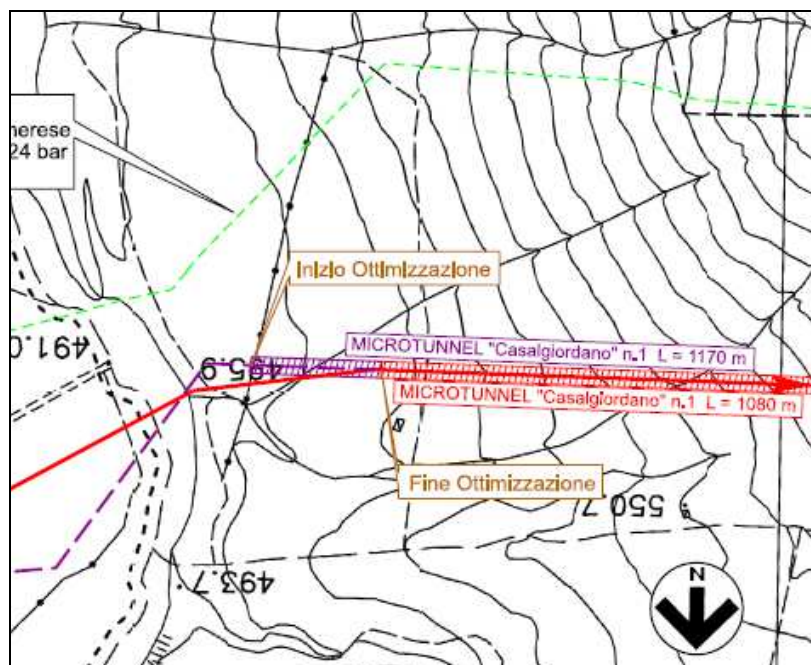 nerese
24 bar
Inizio Ottimizzazione
491.0
495.9
MICROTUNNEL "Casalgiordano" n.1 L = 1170 m
MICROTUNNEL "Casalgiordano" n.1 L = 1080 m
Fine Ottimizzazione
550.7
493.7
N